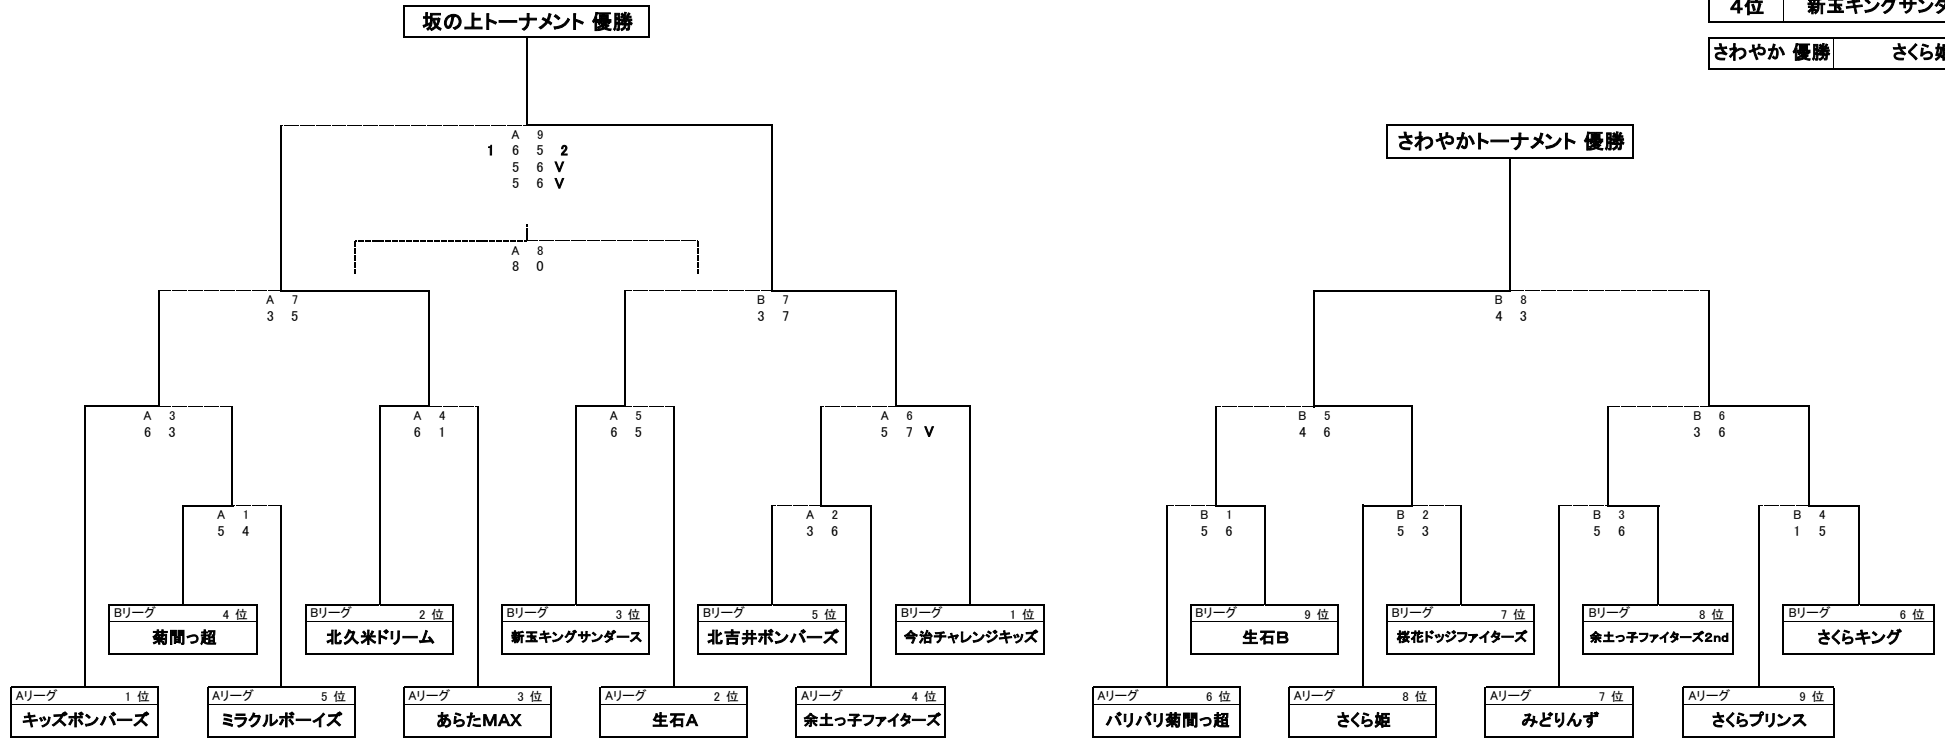 4位 新玉キングサンダ
坂の上トーナメント 優勝
さわやか 優勝 さくら姫
さわやかトーナメント 優勝
A 9
1 6 5 2
5 6 V
5 6 V
A 8
8 0
A 7
3 5
B 7
3 7
B 8
4 3
A 3
6 3
A 4
6 1
A 5
6 5
A 6
5 7 V
B 5
4 6
B 6
3 6
A 1
5 4
A 2
3 6
B 1
5 6
B 2
5 3
B 3
5 6
B 4
1 5
Bリーグ 4 位
菊間っ超
Bリーグ 2 位
北久米ドリーム
Bリーグ 3 位
新玉キングサンダース
Bリーグ 5 位
北吉井ボンバーズ
Bリーグ 1 位
今治チャレンジキッズ
Bリーグ 9 位
生石B
Bリーグ 7 位
桜花ドッジファイターズ
Bリーグ 8 位
余土っ子ファイターズ2nd
Bリーグ 6 位
さくらキング
Aリーグ 1 位
キッズボンバーズ
Aリーグ 5 位
ミラクルボーイズ
Aリーグ 3 位
あらたMAX
Aリーグ 2 位
生石A
Aリーグ 4 位
余土っ子ファイターズ
Aリーグ 6 位
バリバリ菊間っ超
Aリーグ 8 位
さくら姫
Aリーグ 7 位
みどりんず
Aリーグ 9 位
さくらプリンス